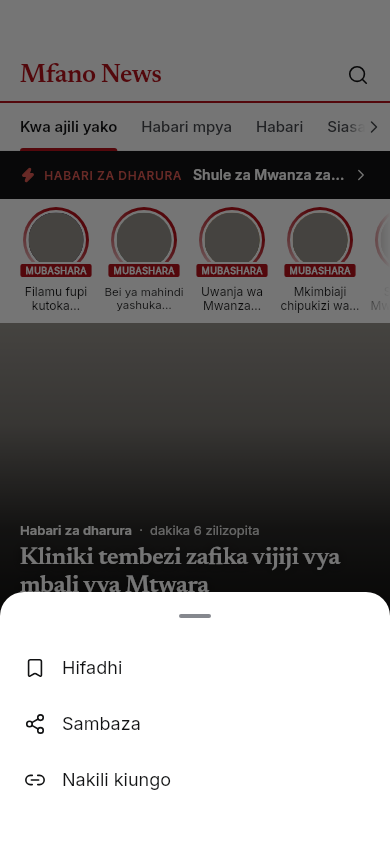 Mfano News
Kwa ajili yako
Habari mpya
Habari
Siasa
HABARI ZA DHARURA
Shule za Mwanza za...
MUBASHARA
MUBASHARA
MUBASHARA
MUBASHARA
Filamu fupi
kutoka...
Bei ya mahindi
yashuka...
Uwanja wa
Mwanza...
Mkimbiaji
chipukizi wa...
Habari za dharura · dakika 6 zilizopita
Kliniki tembezi zafika vijiji vya
mbali vya Mtwara
Hifadhi
Sambaza
Nakili kiungo